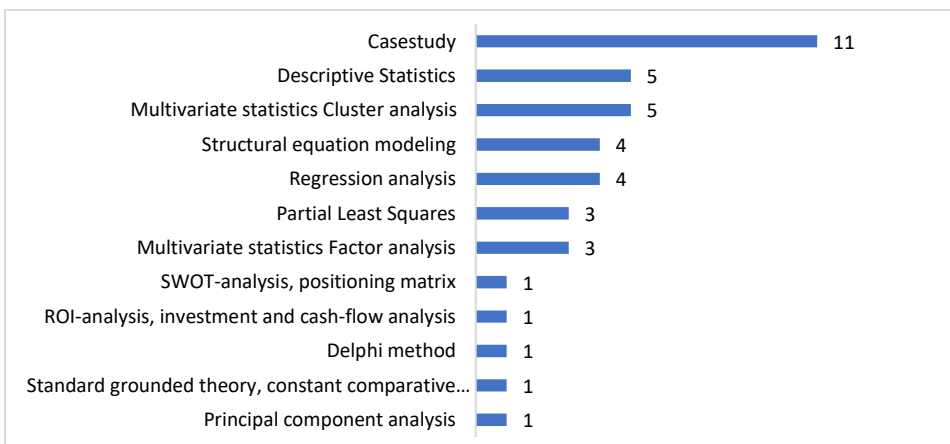 Casestudy 11
Descriptive Statistics 5
Multivariate statistics Cluster analysis 5
Structural equation modeling 4
Regression analysis 4
Partial Least Squares 3
Multivariate statistics Factor analysis 3
SWOT-analysis, positioning matrix 1
ROI-analysis, investment and cash-flow analysis 1
Delphi method 1
Standard grounded theory, constant comparative… 1
Principal component analysis 1